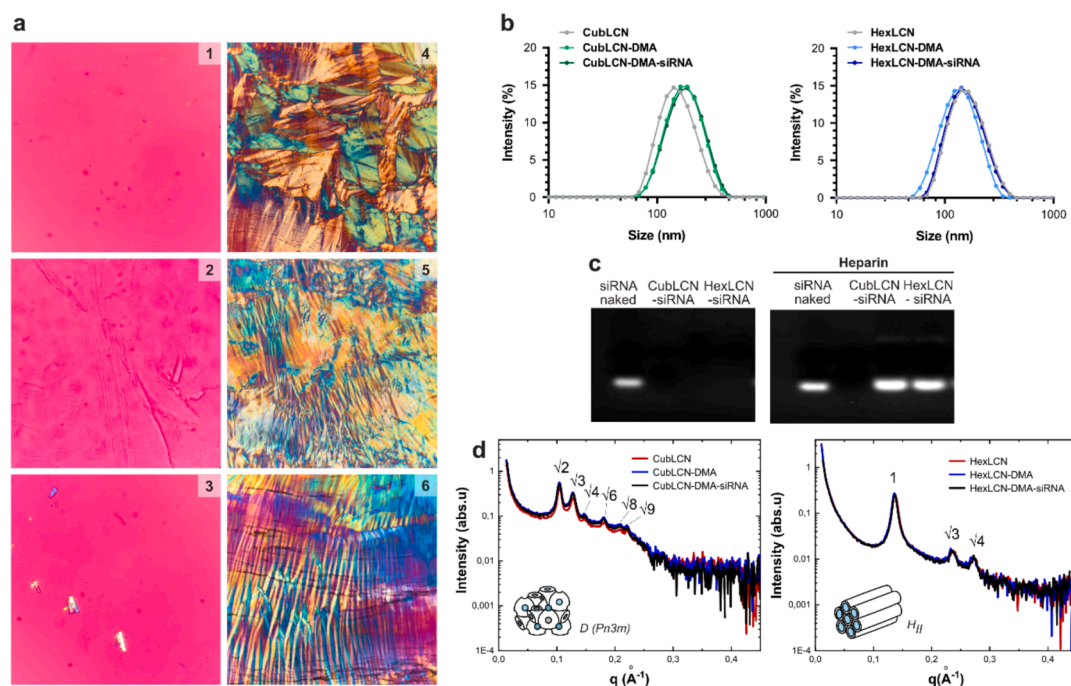 a
1
4
2
5
3
6
b
CubLCN
CubLCN-DMA
CubLCN-DMA-siRNA
Intensity (%)
20
15
10
5
0
10
100
1000
Size (nm)
HexLCN
HexLCN-DMA
HexLCN-DMA-siRNA
Intensity (%)
20
15
10
5
0
10
100
1000
Size (nm)
c
siRNA CubLCN HexLCN
naked -siRNA -siRNA
Heparin
siRNA CubLCN HexLCN
naked -siRNA - siRNA
d
CubLCN
CubLCN-DMA
CubLCN-DMA-siRNA
√2
√3
√4
√6
√8
√9
Intensity (abs.u)
1
0,1
0,01
0,001
1E-4
D (Pn3m)
0,0 0,1 0,2 0,3 0,4
q (Å⁻¹)
HexLCN
HexLCN-DMA
HexLCN-DMA-siRNA
1
√3
√4
Intensity (abs.u)
1
0,1
0,01
0,001
1E-4
HII
0,0 0,1 0,2 0,3 0,4
q(Å⁻¹)